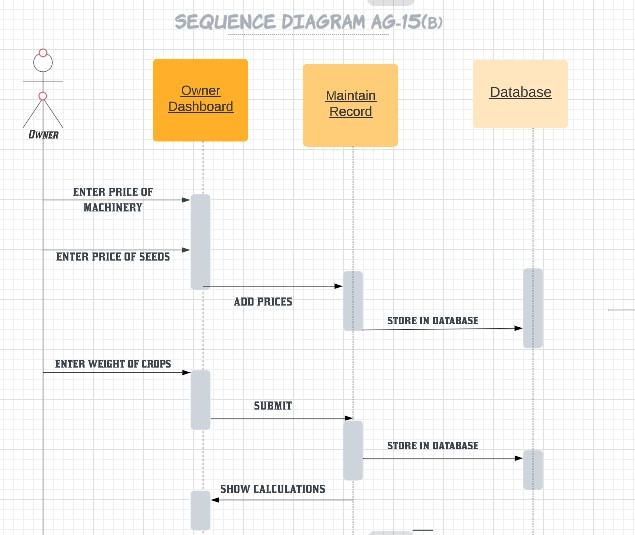 SEQUENCE DIAGRAM AG-15(B)
Owner
Dashboard
Maintain
Record
Database
OWNER
ENTER PRICE OF
MACHINERY
ENTER PRICE OF SEEDS
ADD PRICES
STORE IN DATABASE
ENTER WEIGHT OF CROPS
SUBMIT
STORE IN DATABASE
SHOW CALCULATIONS